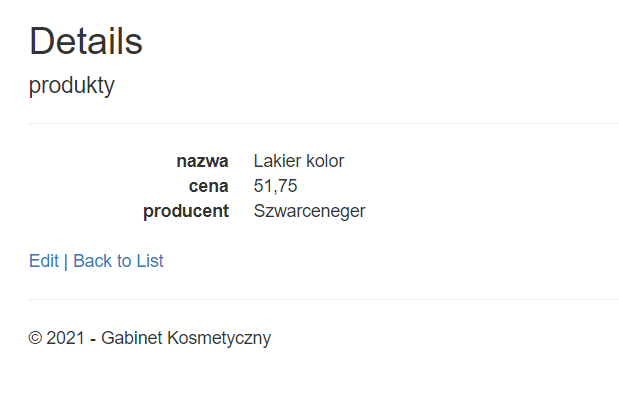 Details
produkty
nazwa Lakier kolor
cena 51,75
producent Szwarceneger
Edit | Back to List
© 2021 - Gabinet Kosmetyczny